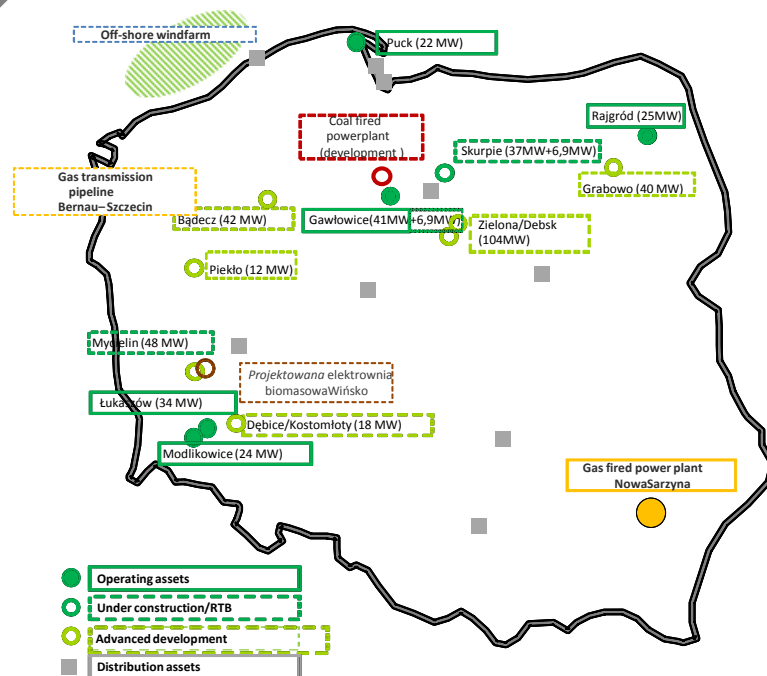 Off-shore windfarm
Puck (22 MW)
Coal fired
powerplant
(development )
Rajgród (25MW)
Skurpie (37MW+6,9MW)
Gas transmission
pipeline
Bernau–Szczecin
Grabowo (40 MW)
Bądecz (42 MW)
Gawłowice(41MW+6,9MW)
Zielona/Debsk
(104MW)
Piekło (12 MW)
Mycielin (48 MW)
Projektowana elektrownia
biomasowaWińsko
Łukaszów (34 MW)
Dębice/Kostomłoty (18 MW)
Modlikowice (24 MW)
Gas fired power plant
NowaSarzyna
Operating assets
Under construction/RTB
Advanced development
Distribution assets